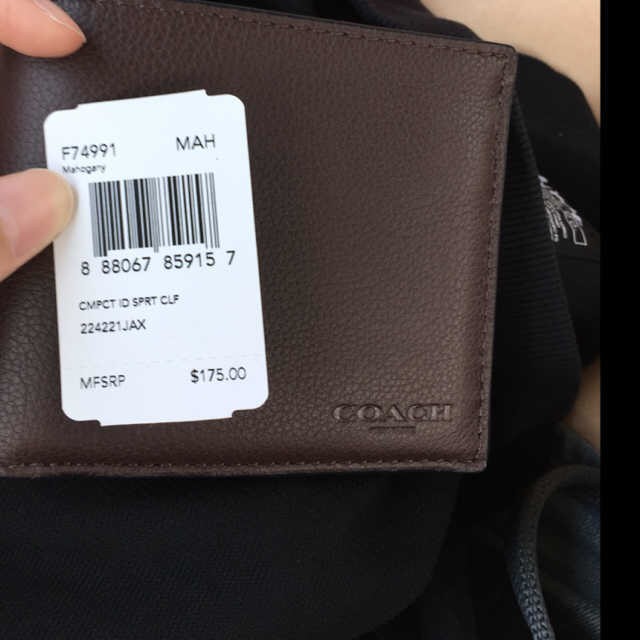 F74991 MAH
Mahogany
8 88067 85915 7
CMPCT ID SPRT CLF
224221JAX
MFSRP $175.00
COACH